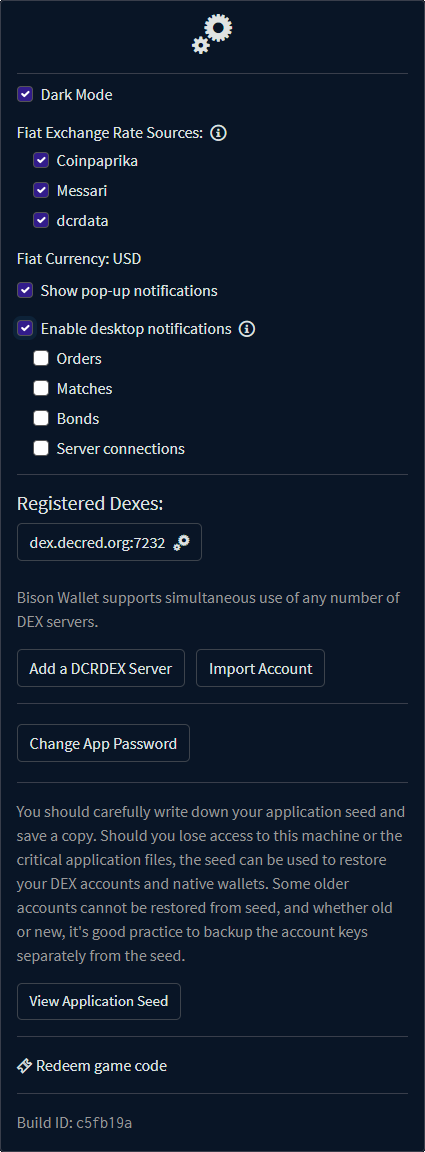 Dark Mode
Fiat Exchange Rate Sources:
Coinpaprika
Messari
dcrdata
Fiat Currency: USD
Show pop-up notifications
Enable desktop notifications
Orders
Matches
Bonds
Server connections
Registered Dexes:
dex.decred.org:7232
Bison Wallet supports simultaneous use of any number of
DEX servers.
Add a DCRDEX Server Import Account
Change App Password
You should carefully write down your application seed and
save a copy. Should you lose access to this machine or the
critical application files, the seed can be used to restore
your DEX accounts and native wallets. Some older
accounts cannot be restored from seed, and whether old
or new, it's good practice to backup the account keys
separately from the seed.
View Application Seed
Redeem game code
Build ID: c5fb19a